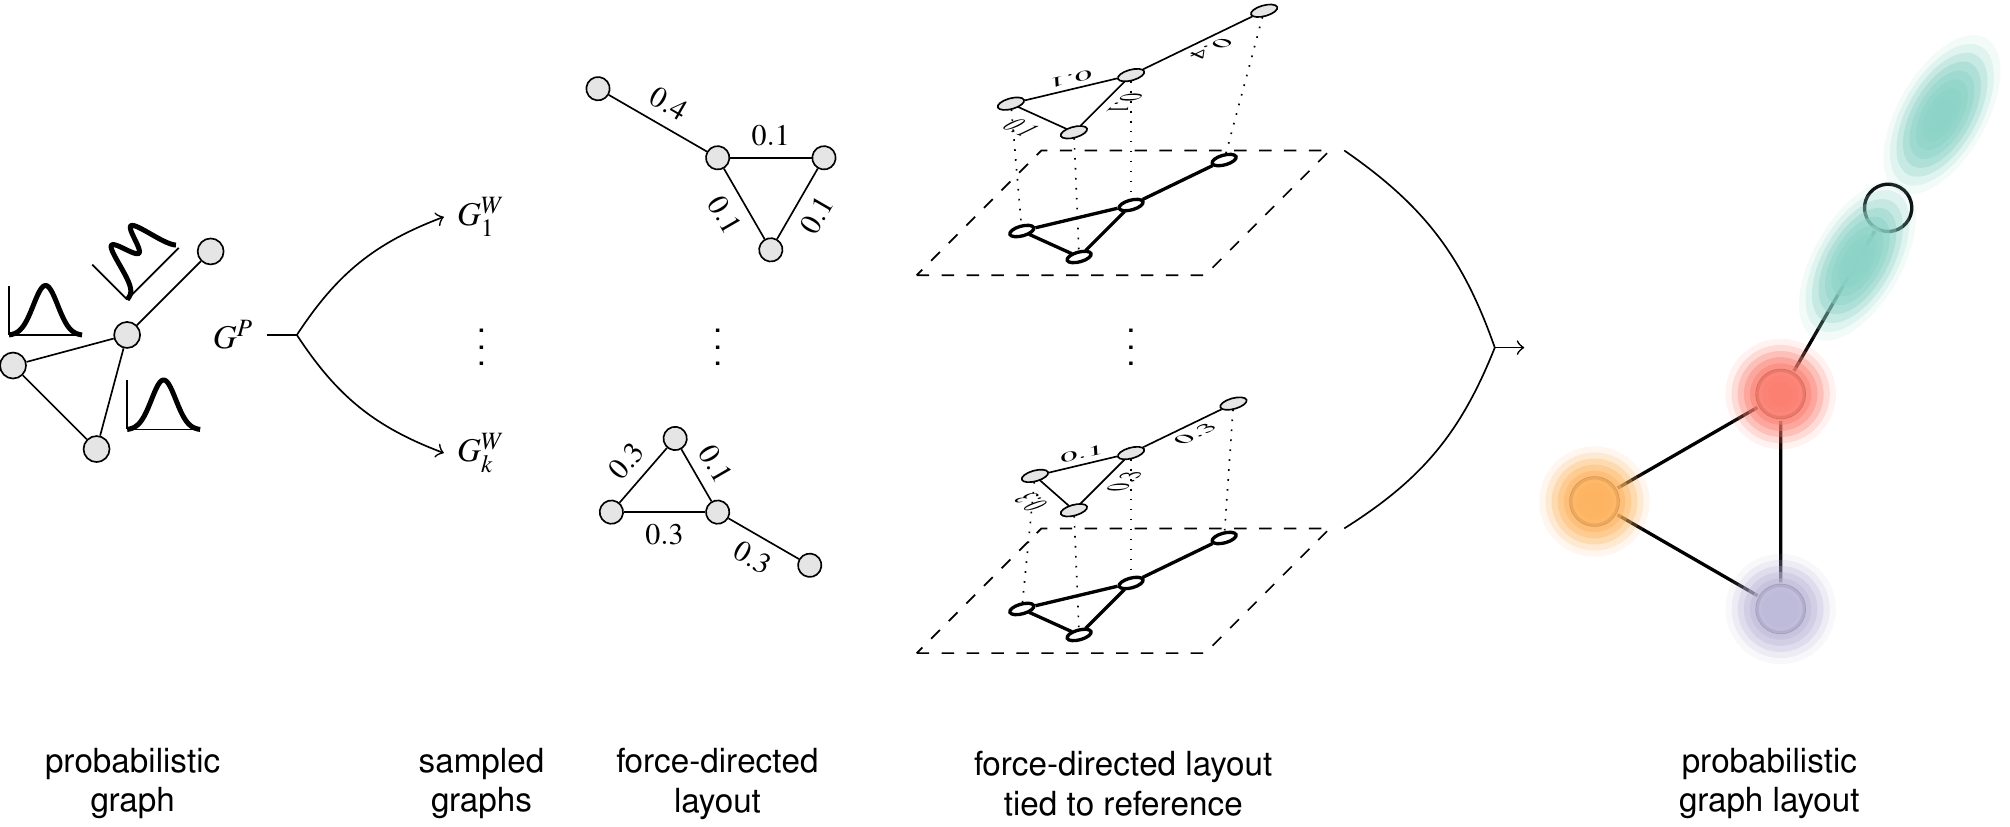 0.4
0.1
0.1
0.1
0.1
0.4
0.1
0.1
G^P
G_1^W
G_k^W
0.3
0.1
0.3
0.3
0.1
0.3
0.3
0.3
probabilistic
graph
sampled
graphs
force-directed
layout
force-directed layout
tied to reference
probabilistic
graph layout